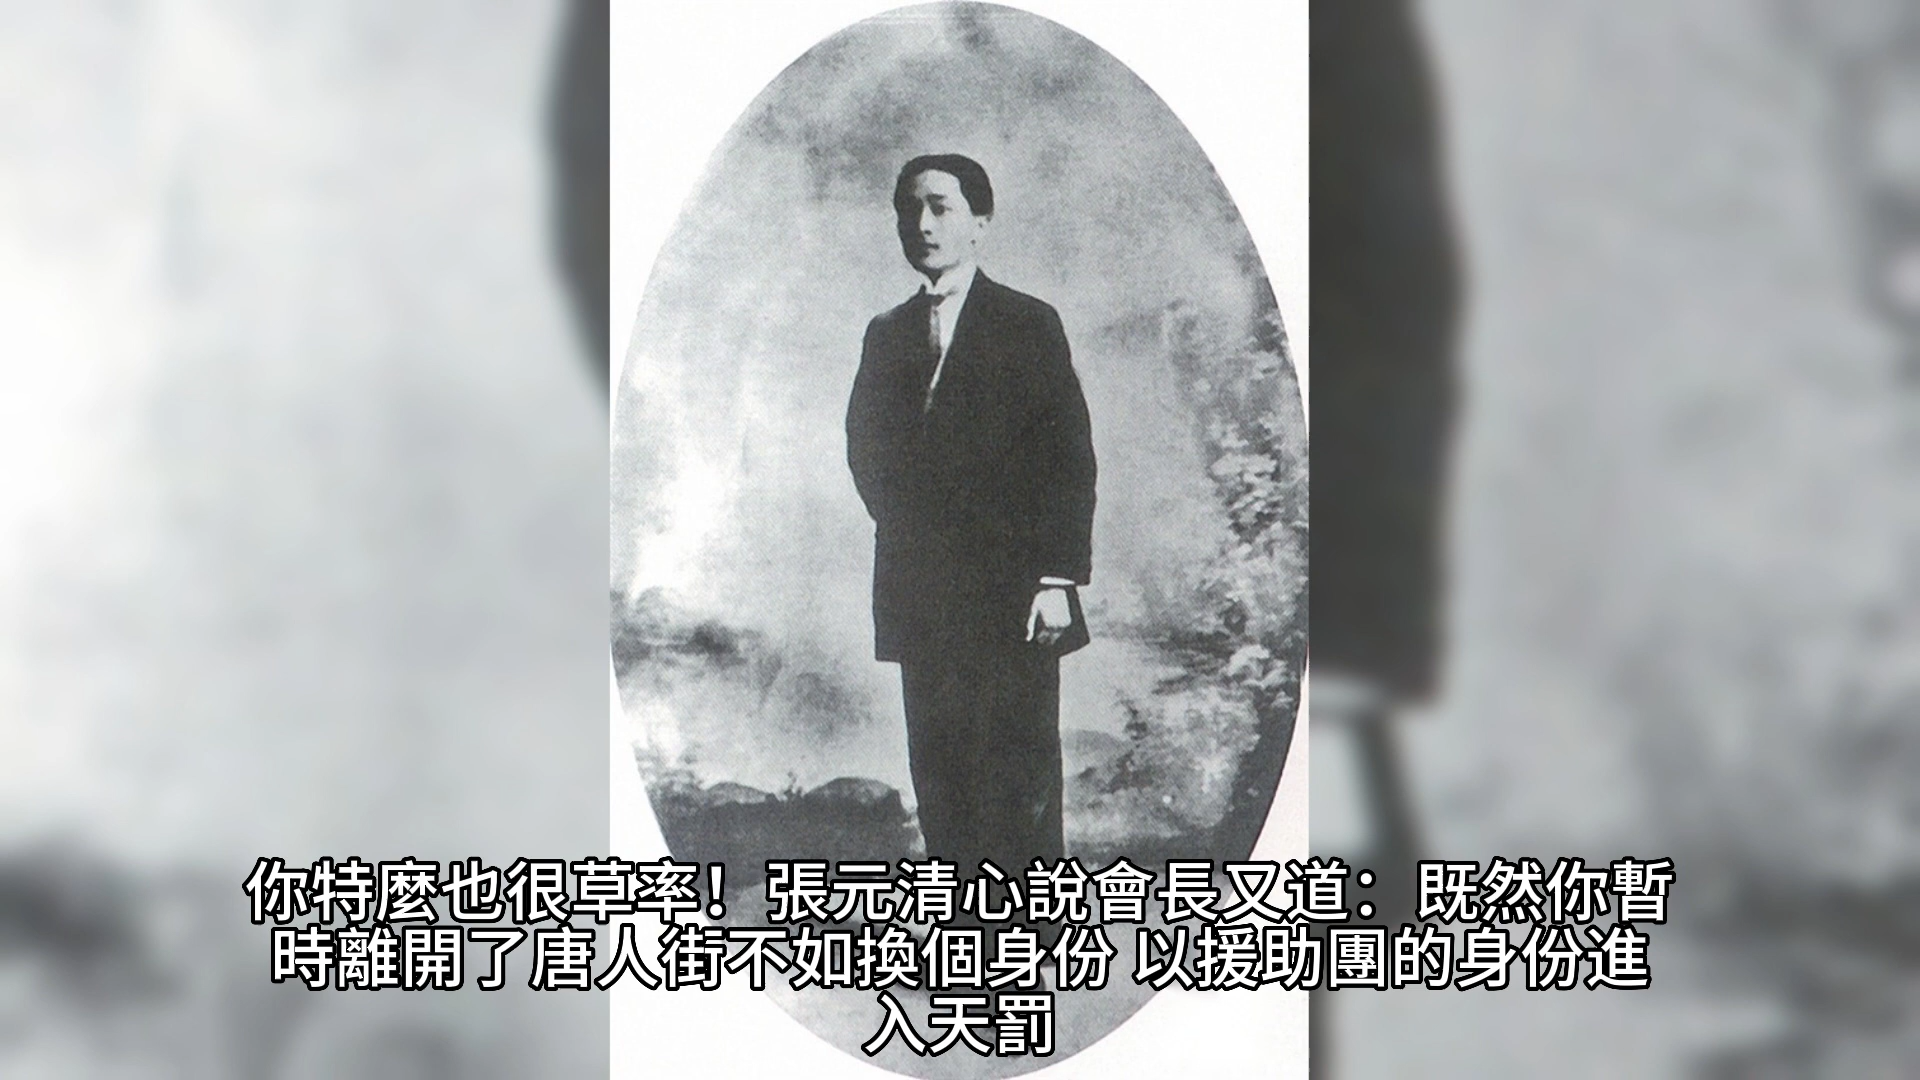 你特麼也很草率！張元清心說會長又道：既然你暫
時離開了唐人街不如換個身份 以援助團的身份進
入天罰